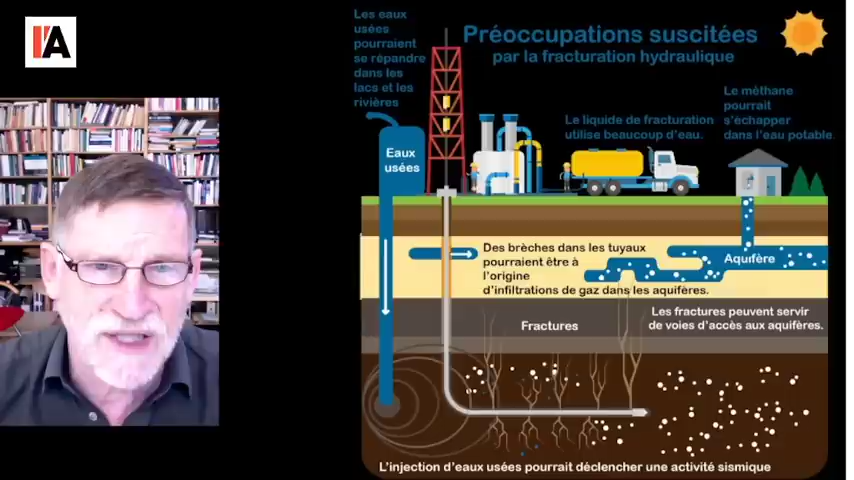 I'A
Les eaux
usées
pourraient
se répandre
dans les
lacs et les
rivières
Préoccupations suscitées
par la fracturation hydraulique
Le liquide de fracturation
utilise beaucoup d'eau.
Le mèthane
pourrait
s'échapper
dans l'eau potable.
Eaux
usées
Des brèches dans les tuyaux
pourraient être à
l'origine
d'infiltrations de gaz dans les aquifères.
Aquifère
Fractures
Les fractures peuvent servir
de voies d'accès aux aquifères.
L'injection d'eaux usées pourrait déclencher une activité sismique